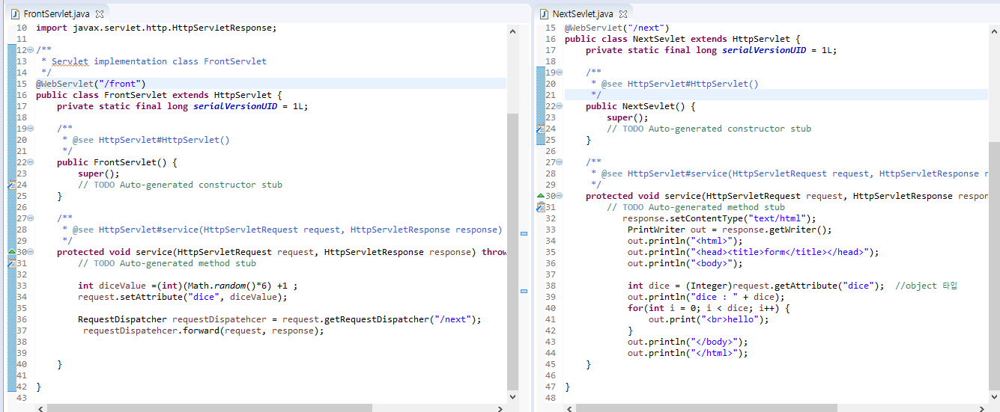 FrontServlet.java
10 import javax.servlet.http.HttpServletResponse;
11
12 /**
13  * Servlet implementation class FrontServlet
14  */
15 @WebServlet("/front")
16 public class FrontServlet extends HttpServlet {
17     private static final long serialVersionUID = 1L;
18
19     /**
20      * @see HttpServlet#HttpServlet()
21      */
22     public FrontServlet() {
23         super();
24         // TODO Auto-generated constructor stub
25     }
26
27     /**
28      * @see HttpServlet#service(HttpServletRequest request, HttpServletResponse response)
29      */
30     protected void service(HttpServletRequest request, HttpServletResponse response) throw
31         // TODO Auto-generated method stub
32
33         int diceValue =(int)(Math.random()*6) +1 ;
34         request.setAttribute("dice", diceValue);
35
36         RequestDispatcher requestDispatehcer = request.getRequestDispatcher("/next");
37          requestDispatehcer.forward(request, response);
38
39
40     }
41
42 }
43
NextSevlet.java
15 @WebServlet("/next")
16 public class NextSevlet extends HttpServlet {
17     private static final long serialVersionUID = 1L;
18
19     /**
20      * @see HttpServlet#HttpServlet()
21      */
22     public NextSevlet() {
23         super();
24         // TODO Auto-generated constructor stub
25     }
26
27     /**
28      * @see HttpServlet#service(HttpServletRequest request, HttpServletResponse r
29      */
30     protected void service(HttpServletRequest request, HttpServletResponse respon
31         // TODO Auto-generated method stub
32            response.setContentType("text/html");
33             PrintWriter out = response.getWriter();
34             out.println("<html>");
35             out.println("<head><title>form</title></head>");
36             out.println("<body>");
37
38             int dice = (Integer)request.getAttribute("dice");  //object 타입
39             out.println("dice : " + dice);
40             for(int i = 0; i < dice; i++) {
41                 out.print("<br>hello");
42             }
43             out.println("</body>");
44             out.println("</html>");
45     }
46
47 }
48